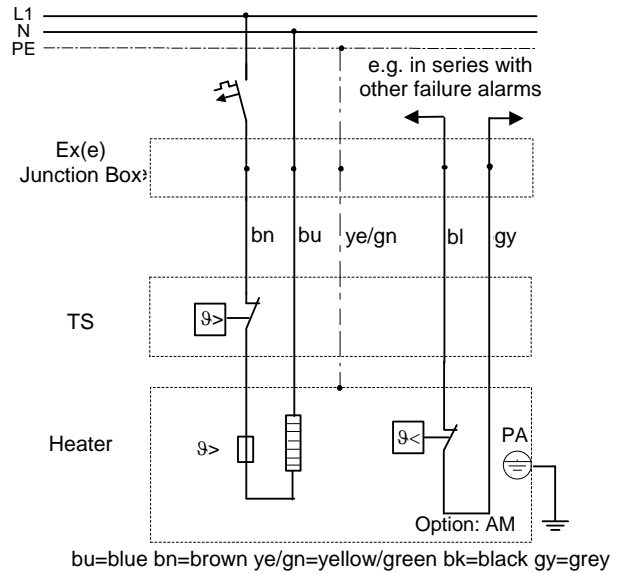 L1
N
PE
e.g. in series with
other failure alarms
Ex(e)
Junction Box
bn bu ye/gn bl gy
TS
ϑ>
Heater
ϑ>
ϑ<
PA
Option: AM
bu=blue bn=brown ye/gn=yellow/green bk=black gy=grey